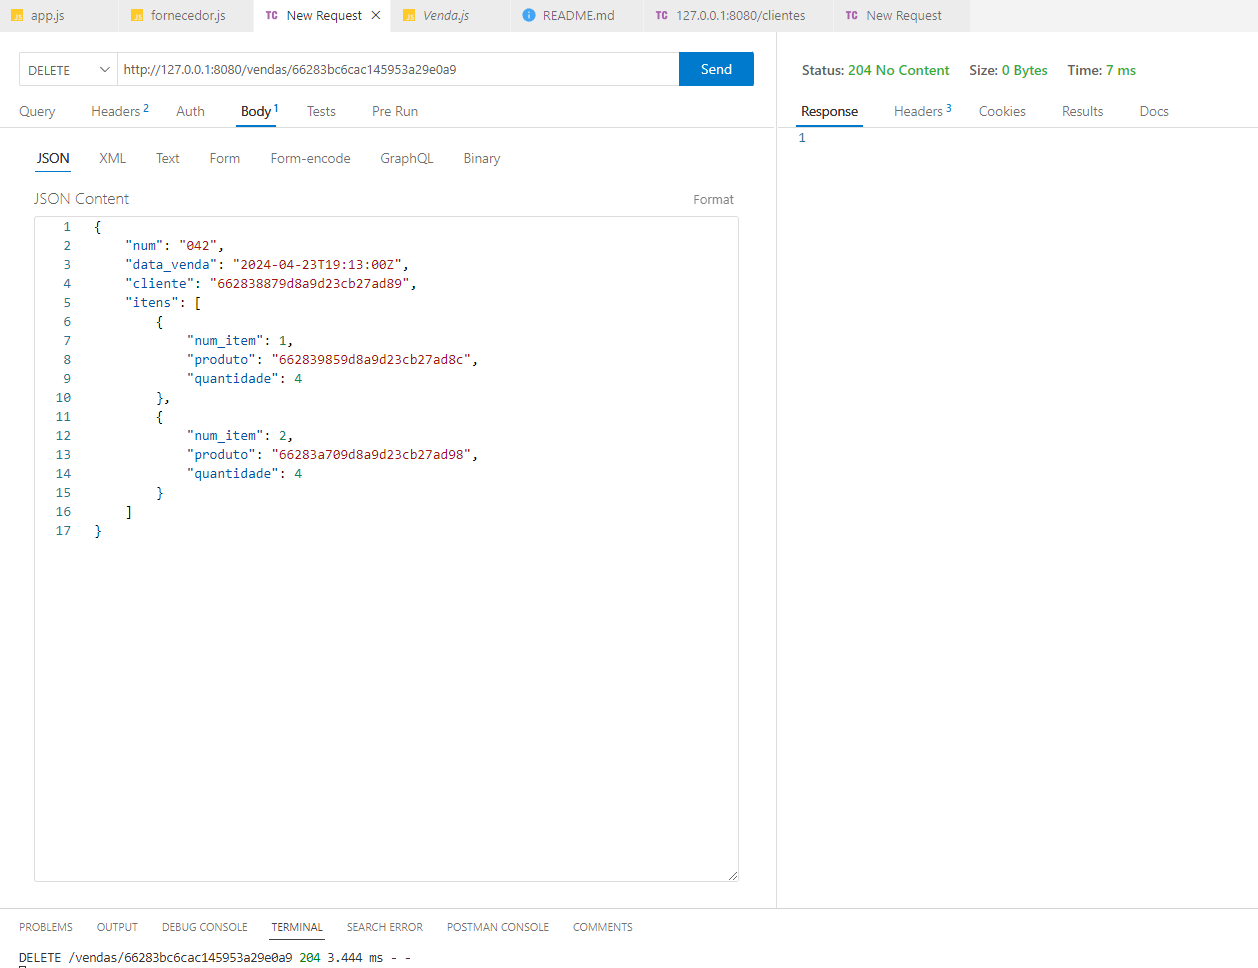 app.js fornecedor.js TC New Request Venda.js README.md TC 127.0.0.1:8080/clientes TC New Request
DELETE http://127.0.0.1:8080/vendas/66283bc6cac145953a29e0a9 Send
Status: 204 No Content Size: 0 Bytes Time: 7 ms
Query Headers 2 Auth Body 1 Tests Pre Run
Response Headers 3 Cookies Results Docs
1
JSON XML Text Form Form-encode GraphQL Binary
JSON Content Format
1 {
2 "num": "042",
3 "data_venda": "2024-04-23T19:13:00Z",
4 "cliente": "662838879d8a9d23cb27ad89",
5 "itens": [
6 {
7 "num_item": 1,
8 "produto": "662839859d8a9d23cb27ad8c",
9 "quantidade": 4
10 },
11 {
12 "num_item": 2,
13 "produto": "66283a709d8a9d23cb27ad98",
14 "quantidade": 4
15 }
16 ]
17 }
PROBLEMS OUTPUT DEBUG CONSOLE TERMINAL SEARCH ERROR POSTMAN CONSOLE COMMENTS
DELETE /vendas/66283bc6cac145953a29e0a9 204 3.444 ms - -